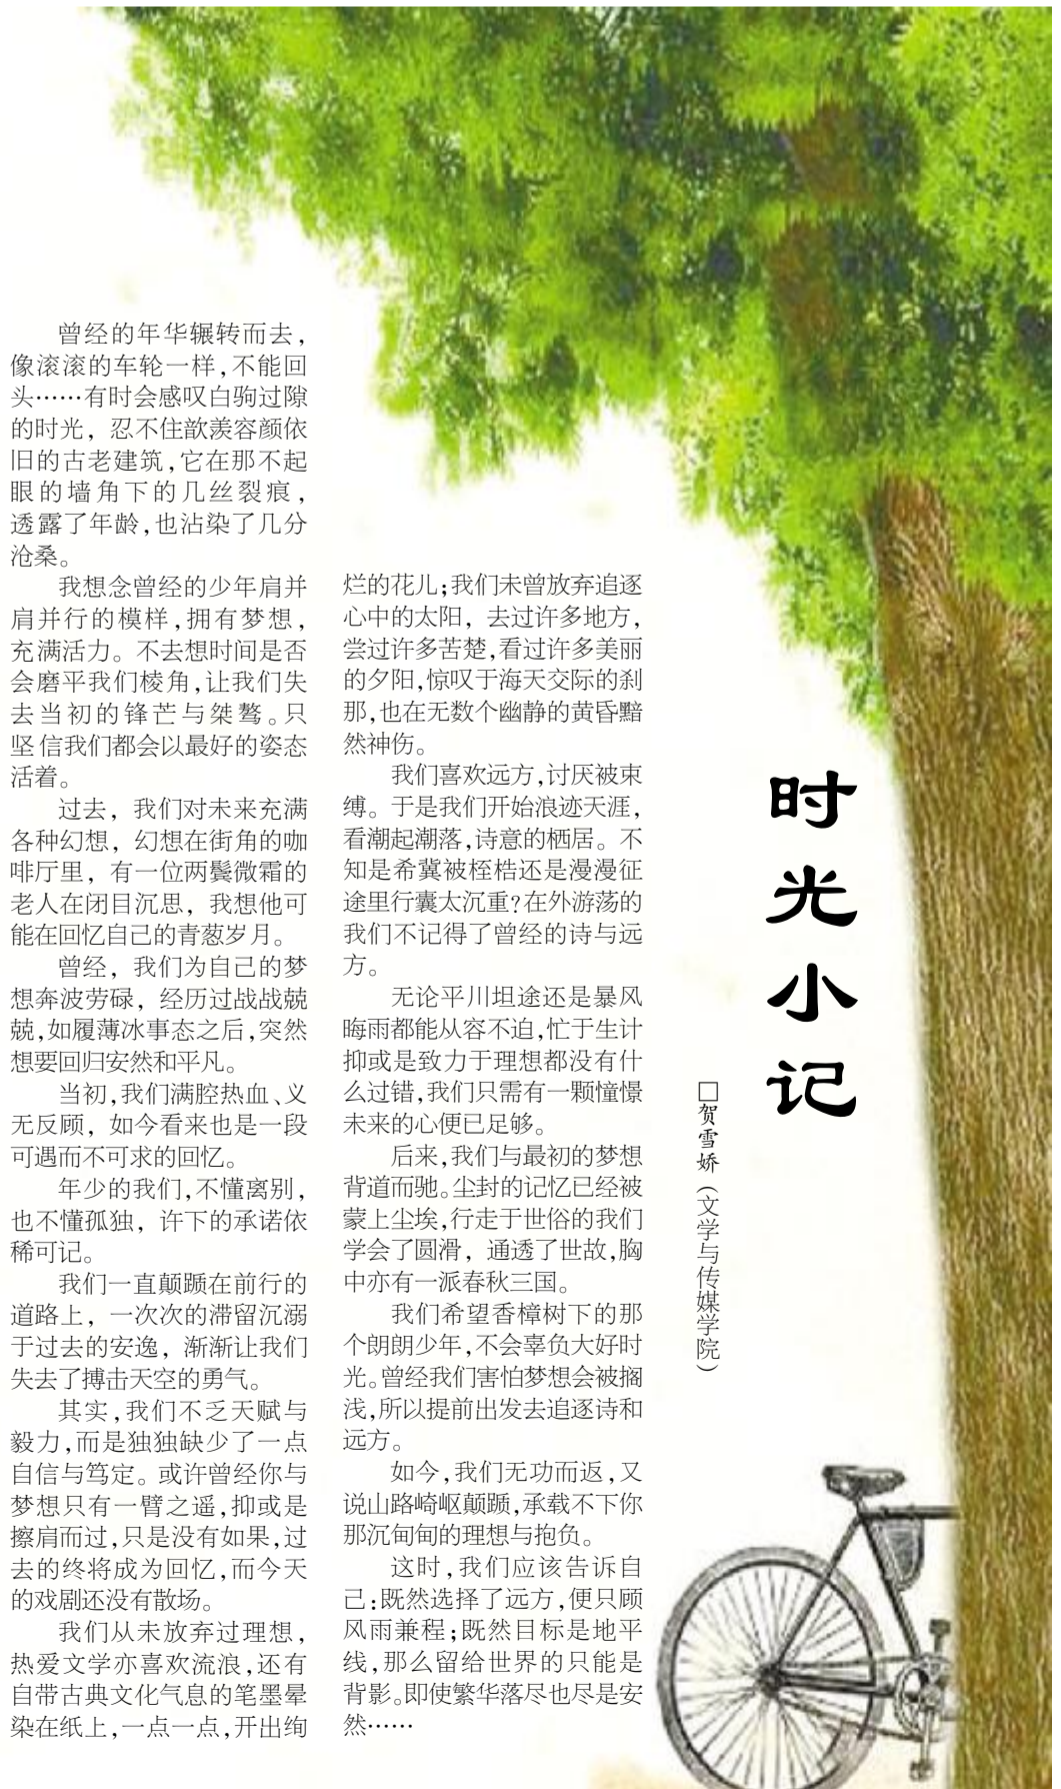 时光小记
□贺雪娇（文学与传媒学院）
曾经的年华辗转而去，
像滚滚的车轮一样，不能回
头……有时会感叹白驹过隙
的时光，忍不住歆羡容颜依
旧的古老建筑，它在那不起
眼的墙角下的几丝裂痕，
透露了年龄，也沾染了几分
沧桑。
我想念曾经的少年肩并
肩并行的模样，拥有梦想，
充满活力。不去想时间是否
会磨平我们棱角，让我们失
去当初的锋芒与桀骜。只
坚信我们都会以最好的姿态
活着。
过去，我们对未来充满
各种幻想，幻想在街角的咖
啡厅里，有一位两鬓微霜的
老人在闭目沉思，我想他可
能在回忆自己的青葱岁月。
曾经，我们为自己的梦
想奔波劳碌，经历过战战兢
兢，如履薄冰事态之后，突然
想要回归安然和平凡。
当初，我们满腔热血、义
无反顾，如今看来也是一段
可遇而不可求的回忆。
年少的我们，不懂离别，
也不懂孤独，许下的承诺依
稀可记。
我们一直颠踬在前行的
道路上，一次次的滞留沉溺
于过去的安逸，渐渐让我们
失去了搏击天空的勇气。
其实，我们不乏天赋与
毅力，而是独独缺少了一点
自信与笃定。或许曾经你与
梦想只有一臂之遥，抑或是
擦肩而过，只是没有如果，过
去的终将成为回忆，而今天
的戏剧还没有散场。
我们从未放弃过理想，
热爱文学亦喜欢流浪，还有
自带古典文化气息的笔墨晕
染在纸上，一点一点，开出绚
烂的花儿；我们未曾放弃追逐
心中的太阳，去过许多地方，
尝过许多苦楚，看过许多美丽
的夕阳，惊叹于海天交际的刹
那，也在无数个幽静的黄昏黯
然神伤。
我们喜欢远方，讨厌被束
缚。于是我们开始浪迹天涯，
看潮起潮落，诗意的栖居。不
知是希冀被桎梏还是漫漫征
途里行囊太沉重？在外游荡的
我们不记得了曾经的诗与远
方。
无论平川坦途还是暴风
晦雨都能从容不迫，忙于生计
抑或是致力于理想都没有什
么过错，我们只需有一颗憧憬
未来的心便已足够。
后来，我们与最初的梦想
背道而驰。尘封的记忆已经被
蒙上尘埃，行走于世俗的我们
学会了圆滑，通透了世故，胸
中亦有一派春秋三国。
我们希望香樟树下的那
个朗朗少年，不会辜负大好时
光。曾经我们害怕梦想会被搁
浅，所以提前出发去追逐诗和
远方。
如今，我们无功而返，又
说山路崎岖颠踬，承载不下你
那沉甸甸的理想与抱负。
这时，我们应该告诉自
己：既然选择了远方，便只顾
风雨兼程；既然目标是地平
线，那么留给世界的只能是
背影。即使繁华落尽也尽是安
然……